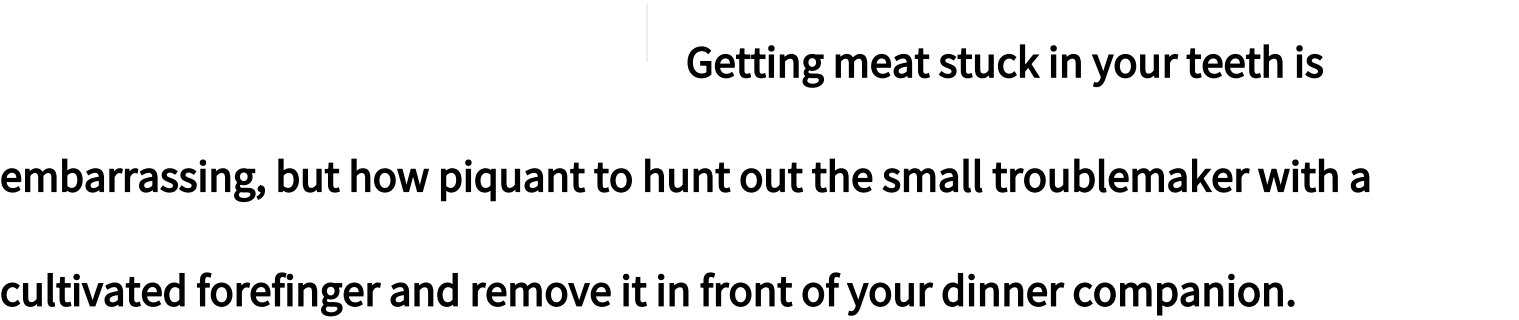 Getting meat stuck in your teeth is
embarrassing, but how piquant to hunt out the small troublemaker with a
cultivated forefinger and remove it in front of your dinner companion.